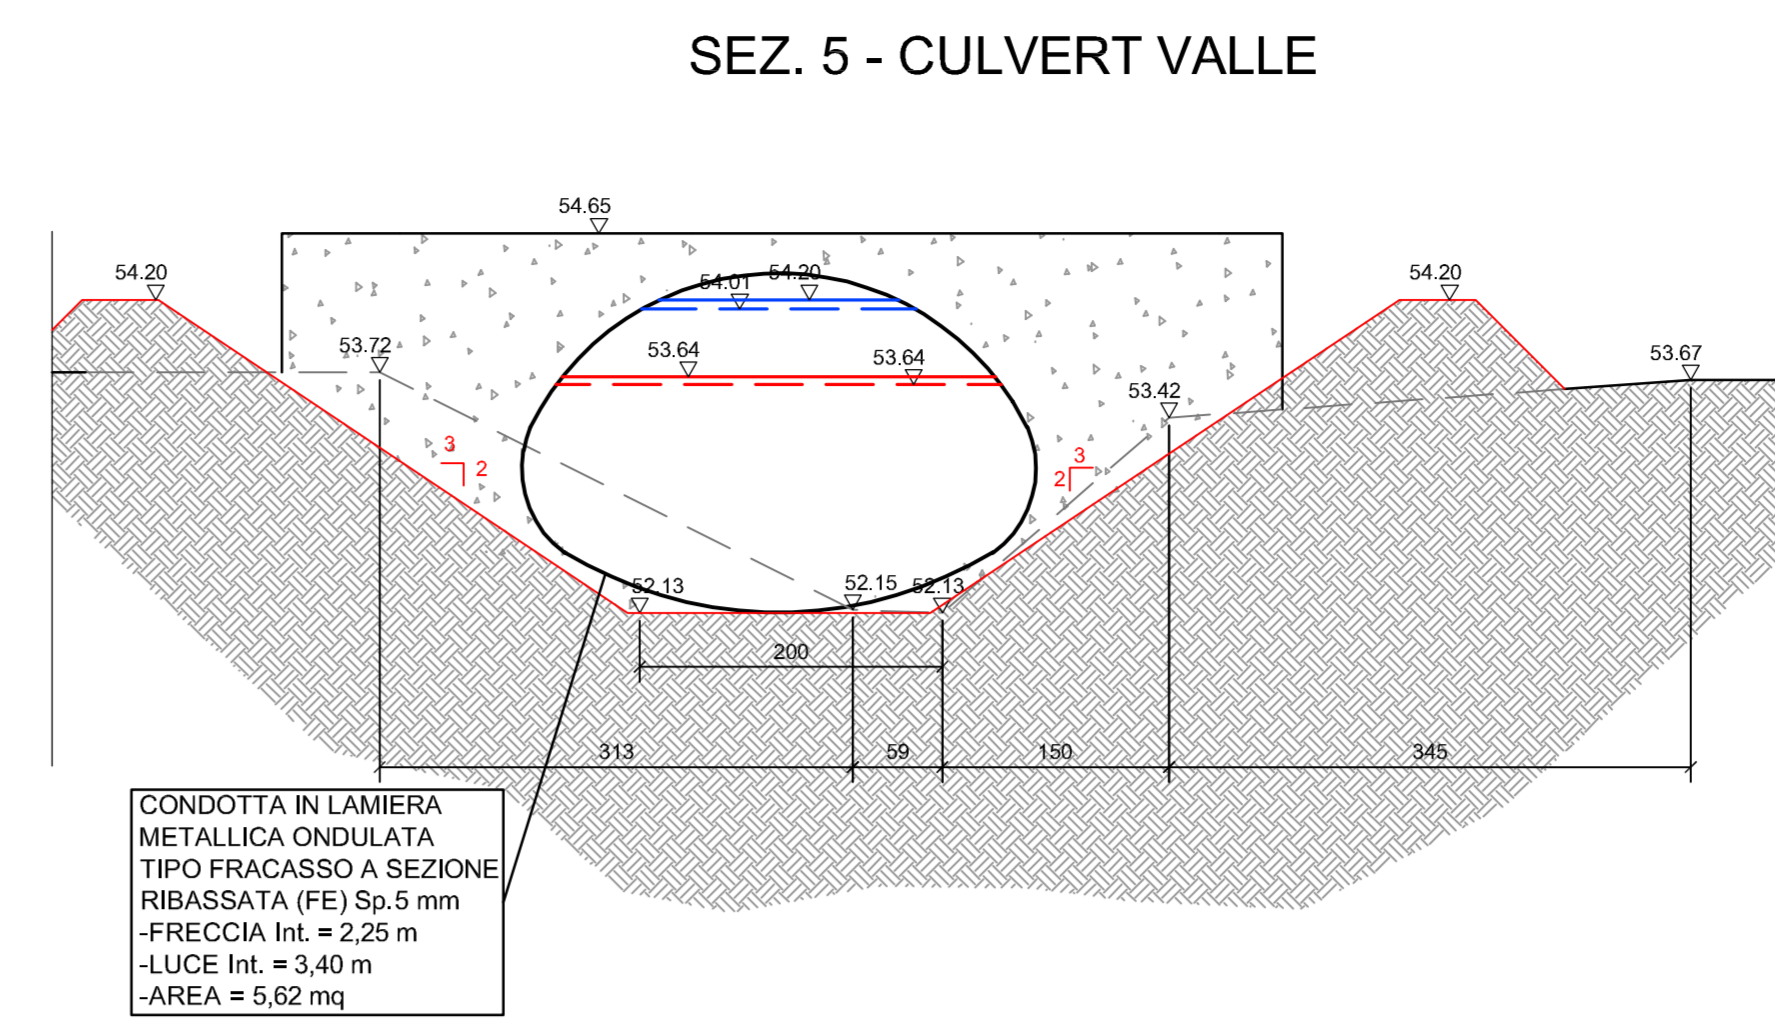 SEZ. 5 - CULVERT VALLE
54.65
54.20
54.01
54.20
54.20
53.72
53.64
53.64
53.67
53.42
3
2
3
2
52.13
52.15
52.13
200
313
59
150
345
CONDOTTA IN LAMIERA
METALLICA ONDULATA
TIPO FRACASSO A SEZIONE
RIBASSATA (FE) Sp.5 mm
-FRECCIA Int. = 2,25 m
-LUCE Int. = 3,40 m
-AREA = 5,62 mq